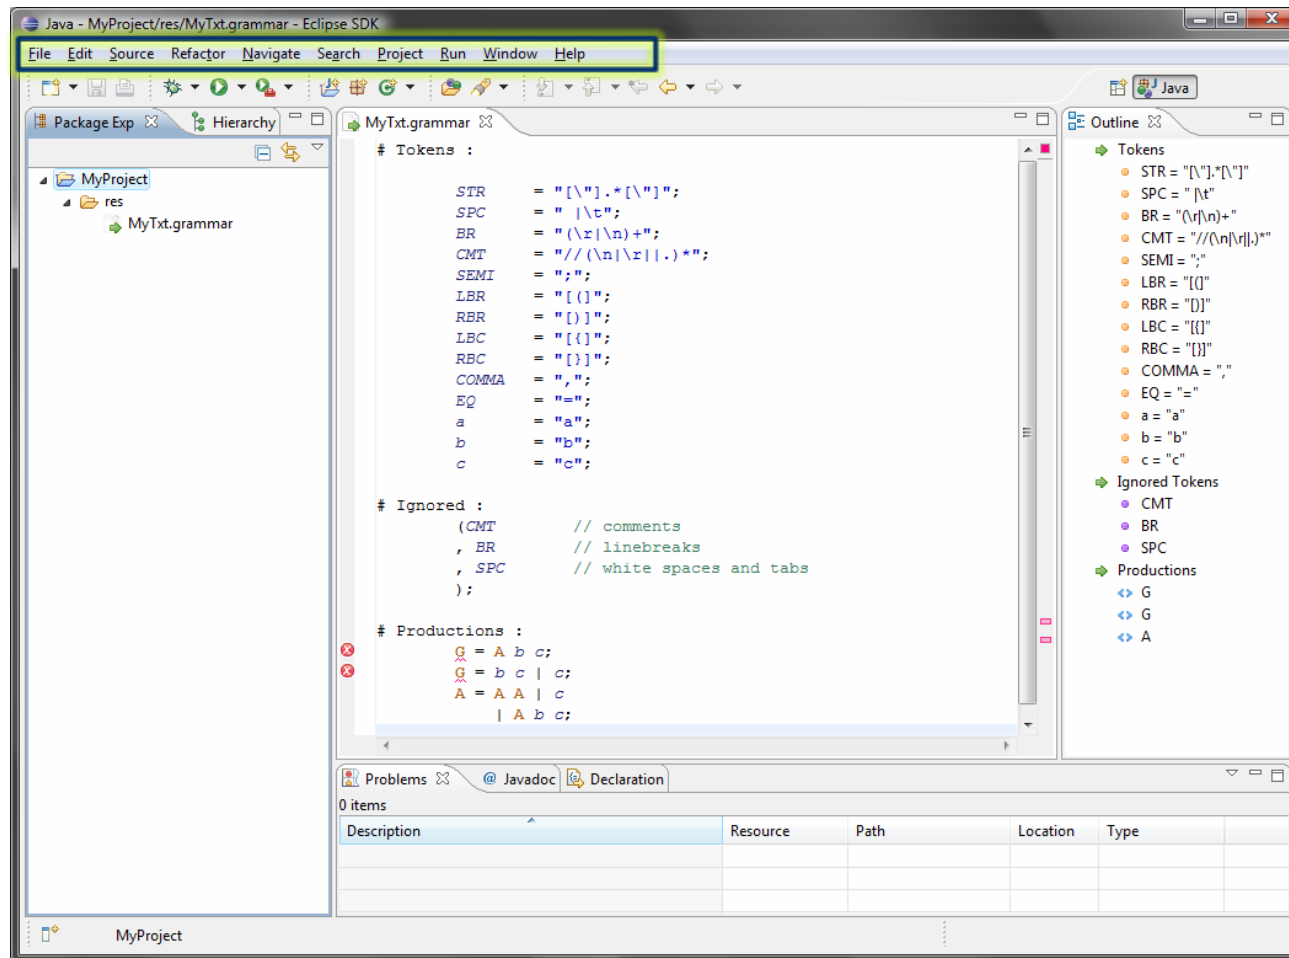 Java - MyProject/res/MyTxt.grammar - Eclipse SDK
File Edit Source Refactor Navigate Search Project Run Window Help
Java
Package Exp Hierarchy
MyProject
res
MyTxt.grammar
MyTxt.grammar
# Tokens :
STR = "[\"].*[\"]";
SPC = " |\t";
BR = "(\r|\n)+";
CMT = "//(\n|\r||.)*";
SEMI = ";";
LBR = "[(]";
RBR = "[)]";
LBC = "[{]";
RBC = "[}]";
COMMA = ",";
EQ = "=";
a = "a";
b = "b";
c = "c";
# Ignored :
(CMT // comments
, BR // linebreaks
, SPC // white spaces and tabs
);
# Productions :
G = A b c;
G = b c | c;
A = A A | c
| A b c;
Outline
Tokens
STR = "[\"].*[\"]"
SPC = " |\t"
BR = "(\r|\n)+"
CMT = "//(\n|\r||.)*"
SEMI = ";"
LBR = "[(]"
RBR = "[)]"
LBC = "[{]"
RBC = "[}]"
COMMA = ","
EQ = "="
a = "a"
b = "b"
c = "c"
Ignored Tokens
CMT
BR
SPC
Productions
G
G
A
Problems @ Javadoc Declaration
0 items
Description Resource Path Location Type
MyProject